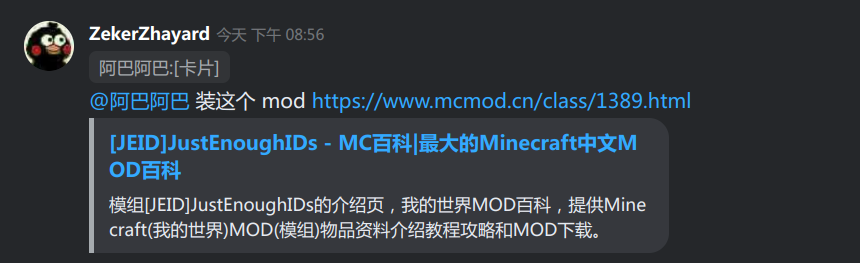 ZekerZhayard 今天 下午 08:56
阿巴阿巴:[卡片]
@阿巴阿巴 装这个 mod https://www.mcmod.cn/class/1389.html
[JEID]JustEnoughIDs - MC百科|最大的Minecraft中文M
OD百科
模组[JEID]JustEnoughIDs的介绍页，我的世界MOD百科，提供Mine
craft(我的世界)MOD(模组)物品资料介绍教程攻略和MOD下载。